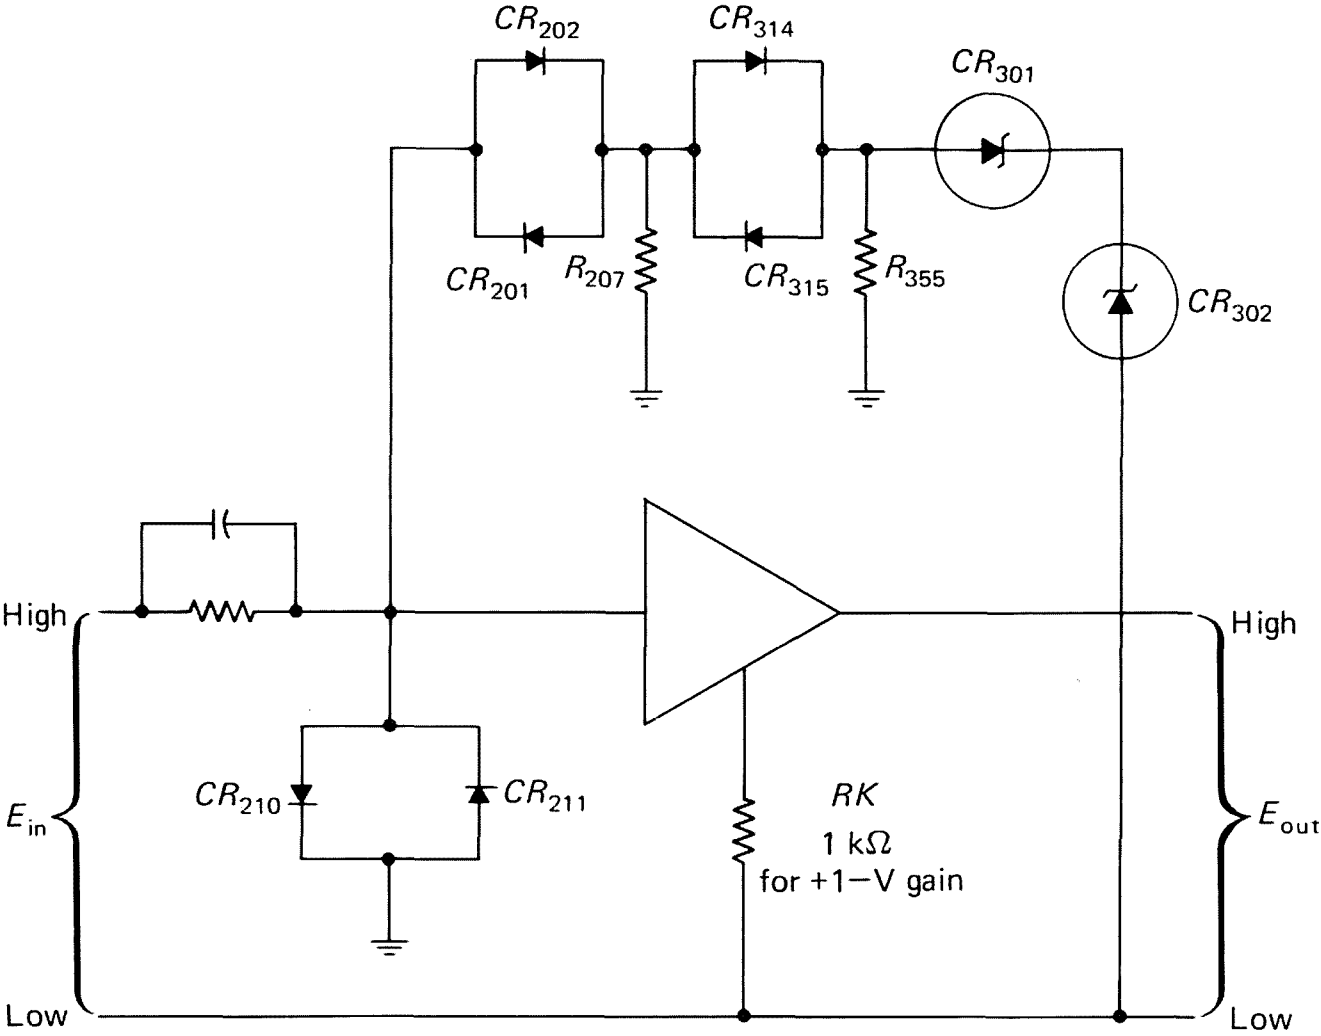 CR202
CR314
CR301
CR201
R207
CR315
R355
CR302
High
High
CR210
CR211
RK
Ein
1 kΩ
Eout
for +1−V gain
Low
Low